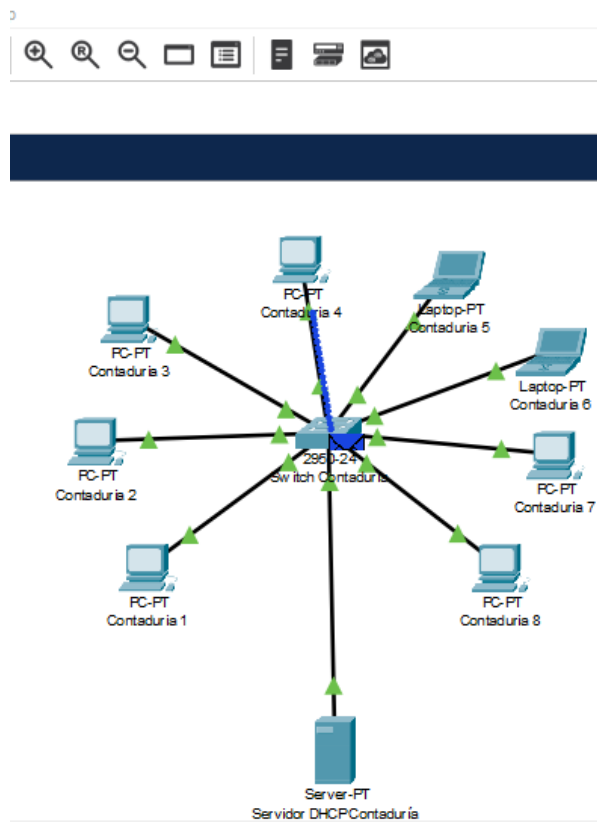 PC-PT
Contaduria 4
Laptop-PT
Contaduria 5
PC-PT
Contaduria 3
Laptop-PT
Contaduria 6
2950-24
Switch Contaduria
PC-PT
Contaduria 2
PC-PT
Contaduria 7
PC-PT
Contaduria 1
PC-PT
Contaduria 8
Server-PT
Servidor DHCPContaduría